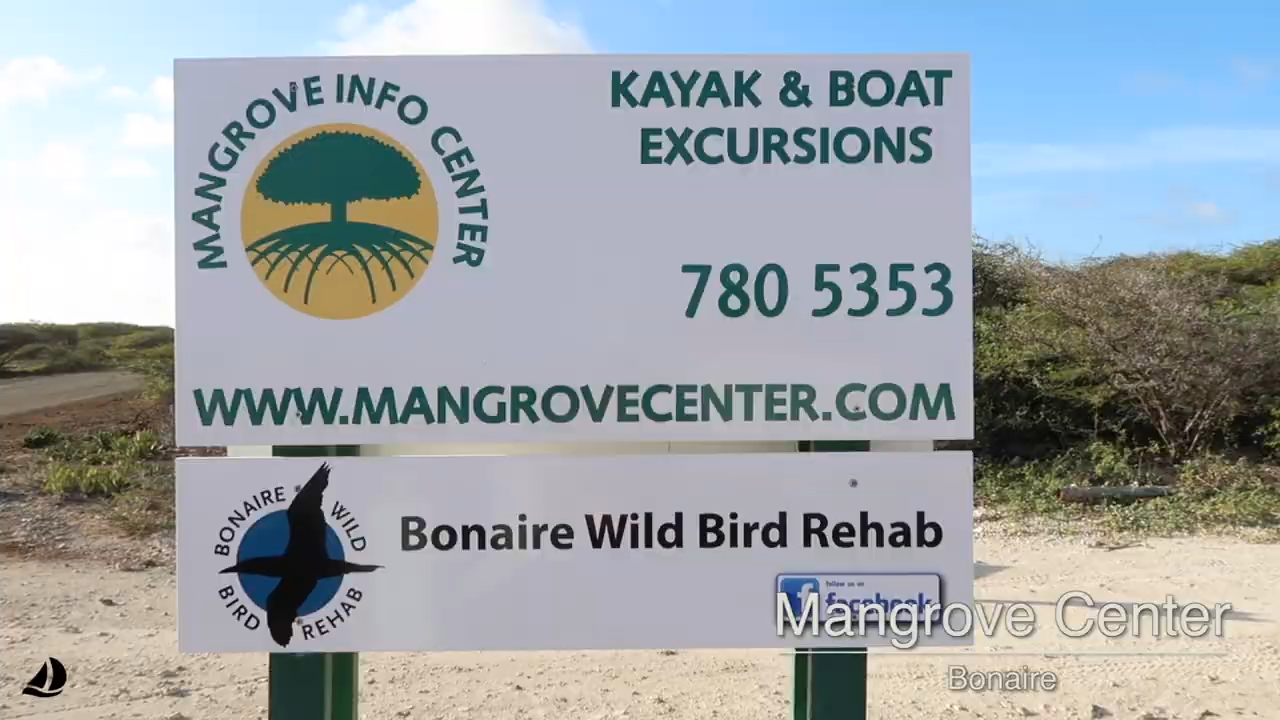 MANGROVE INFO CENTER
KAYAK & BOAT
EXCURSIONS
780 5353
WWW.MANGROVECENTER.COM
BONAIRE WILD
BIRD REHAB
Bonaire Wild Bird Rehab
follow us on
facebook
Mangrove Center
Bonaire